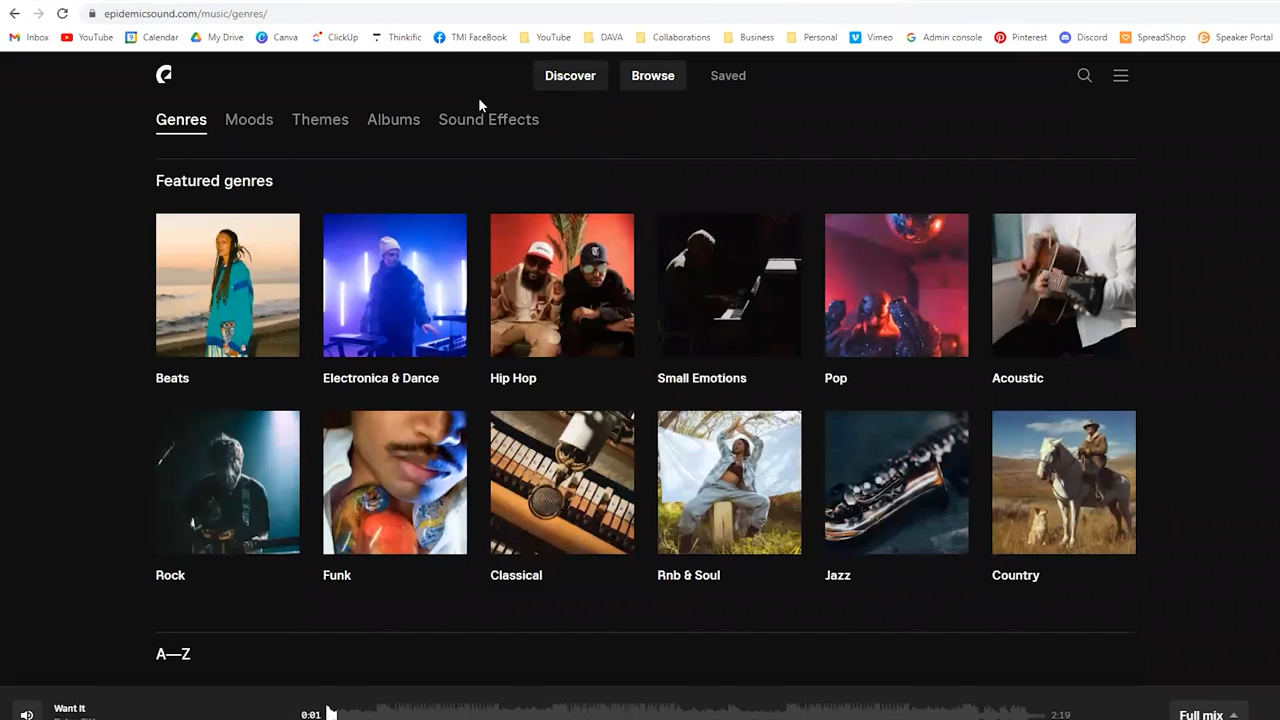 epidemicsound.com/music/genres/
Inbox YouTube Calendar My Drive Canva ClickUp Thinkific TMI FaceBook YouTube DAVA Collaborations Business Personal Vimeo Admin console Pinterest Discord SpreadShop Speaker Portal
Discover Browse Saved
Genres Moods Themes Albums Sound Effects
Featured genres
Beats Electronica & Dance Hip Hop Small Emotions Pop Acoustic
Rock Funk Classical Rnb & Soul Jazz Country
A—Z
Want It
0:01 2:19 Full mix